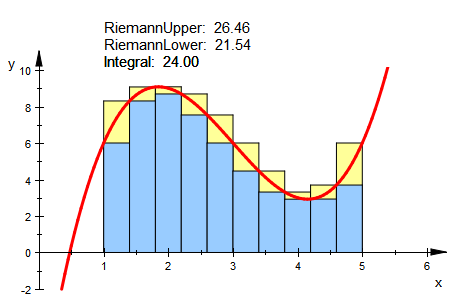 RiemannUpper: 26.46
RiemannLower: 21.54
Integral: 24.00
y
10
8
6
4
2
0
-2
1 2 3 4 5 6
x